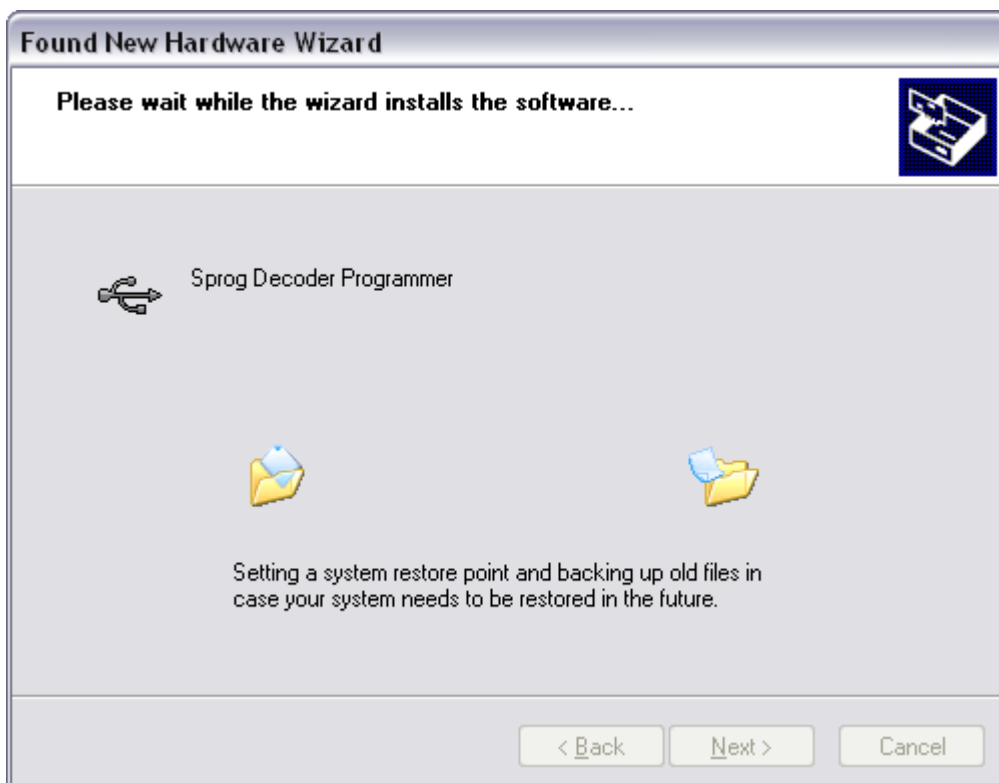 Found New Hardware Wizard
Please wait while the wizard installs the software...
Sprog Decoder Programmer
Setting a system restore point and backing up old files in
case your system needs to be restored in the future.
< Back
Next >
Cancel